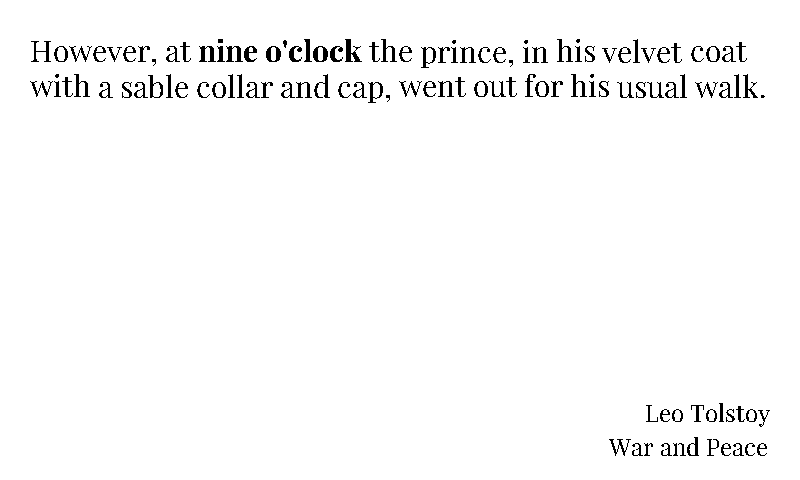 However, at nine o'clock the prince, in his velvet coat
with a sable collar and cap, went out for his usual walk.
Leo Tolstoy
War and Peace